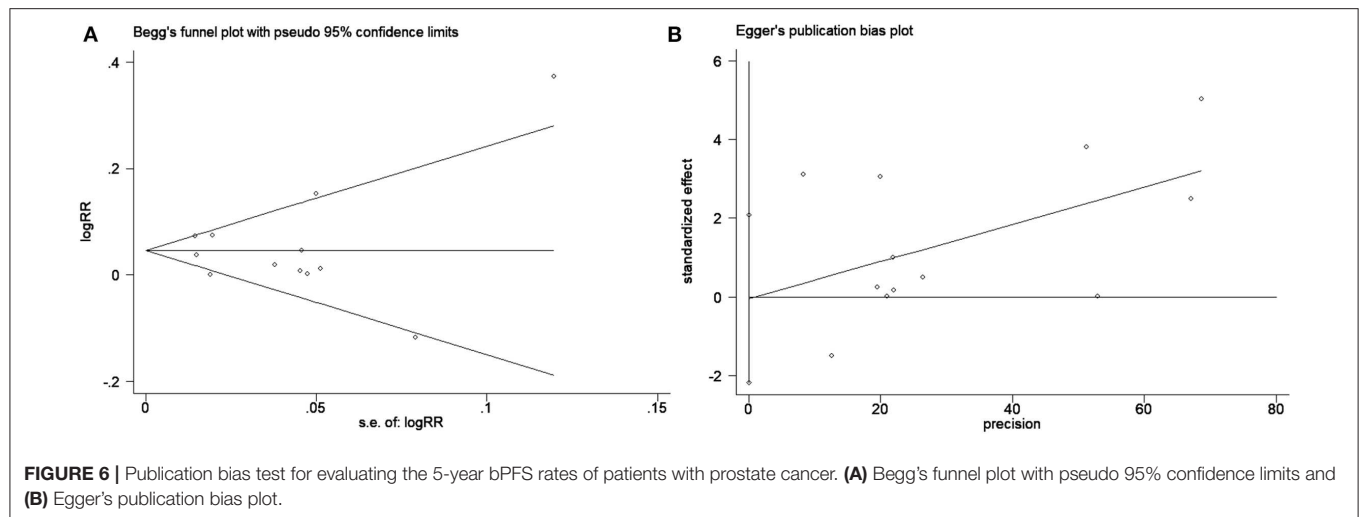 A
Begg's funnel plot with pseudo 95% confidence limits
.4
.2
0
-.2
logRR
0
.05
.1
.15
s.e. of: logRR
B
Egger's publication bias plot
6
4
2
0
-2
standardized effect
0
20
40
60
80
precision
FIGURE 6 | Publication bias test for evaluating the 5-year bPFS rates of patients with prostate cancer. (A) Begg's funnel plot with pseudo 95% confidence limits and
(B) Egger's publication bias plot.